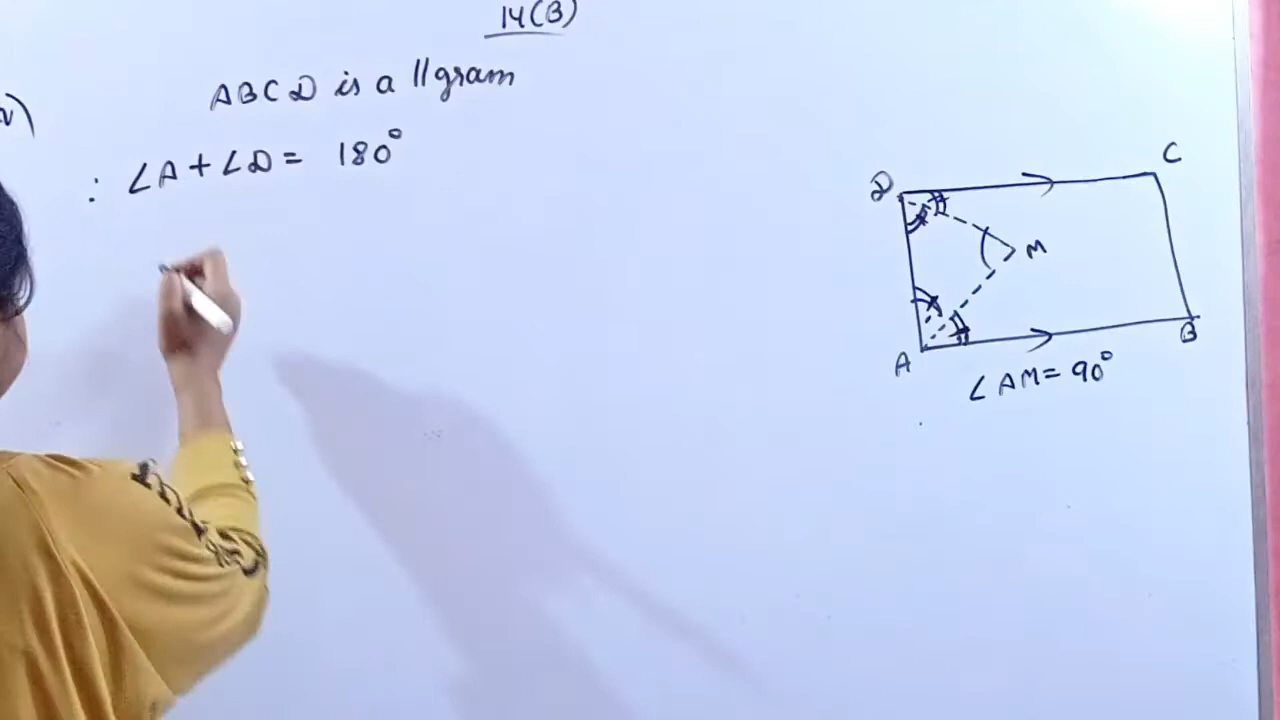 14(B)
ABCD is a ||gram
: ∠A+∠D = 180°
D
C
M
A
B
∠AM = 90°